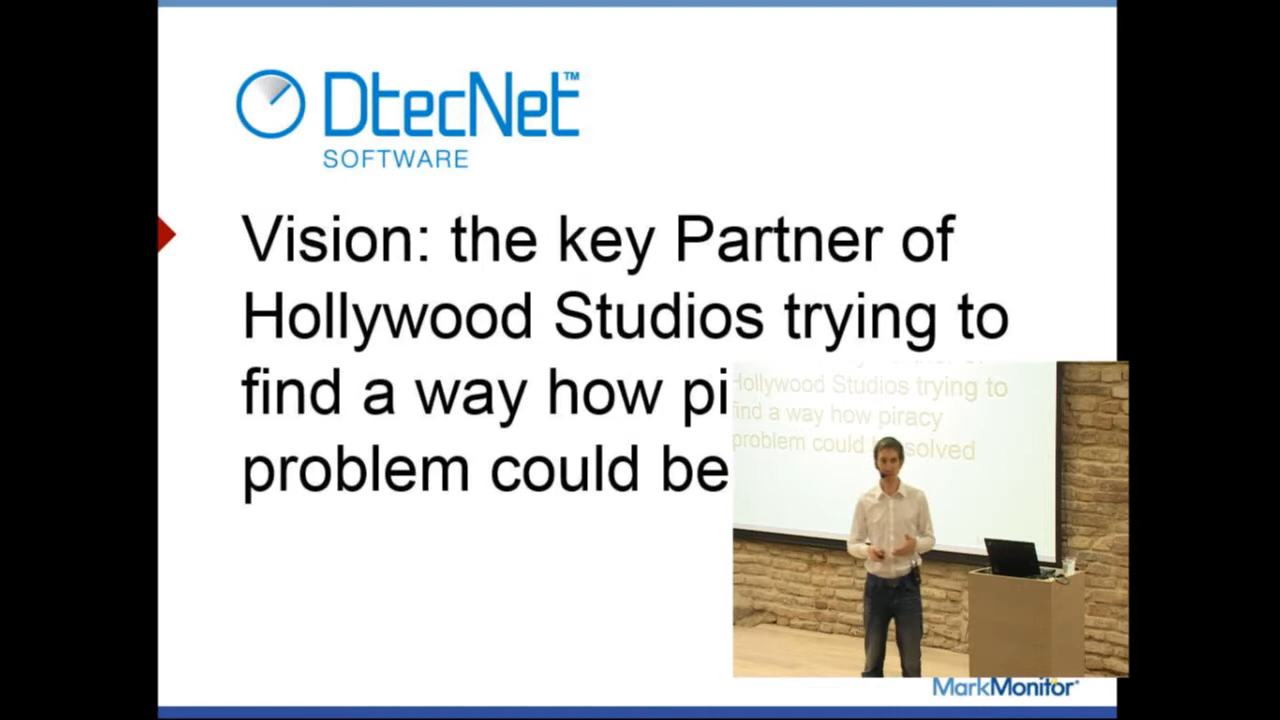 DtecNet™
SOFTWARE
Vision: the key Partner of
Hollywood Studios trying to
find a way how pi
problem could be
Hollywood Studios trying to
find a way how piracy
problem could solved
MarkMonitor